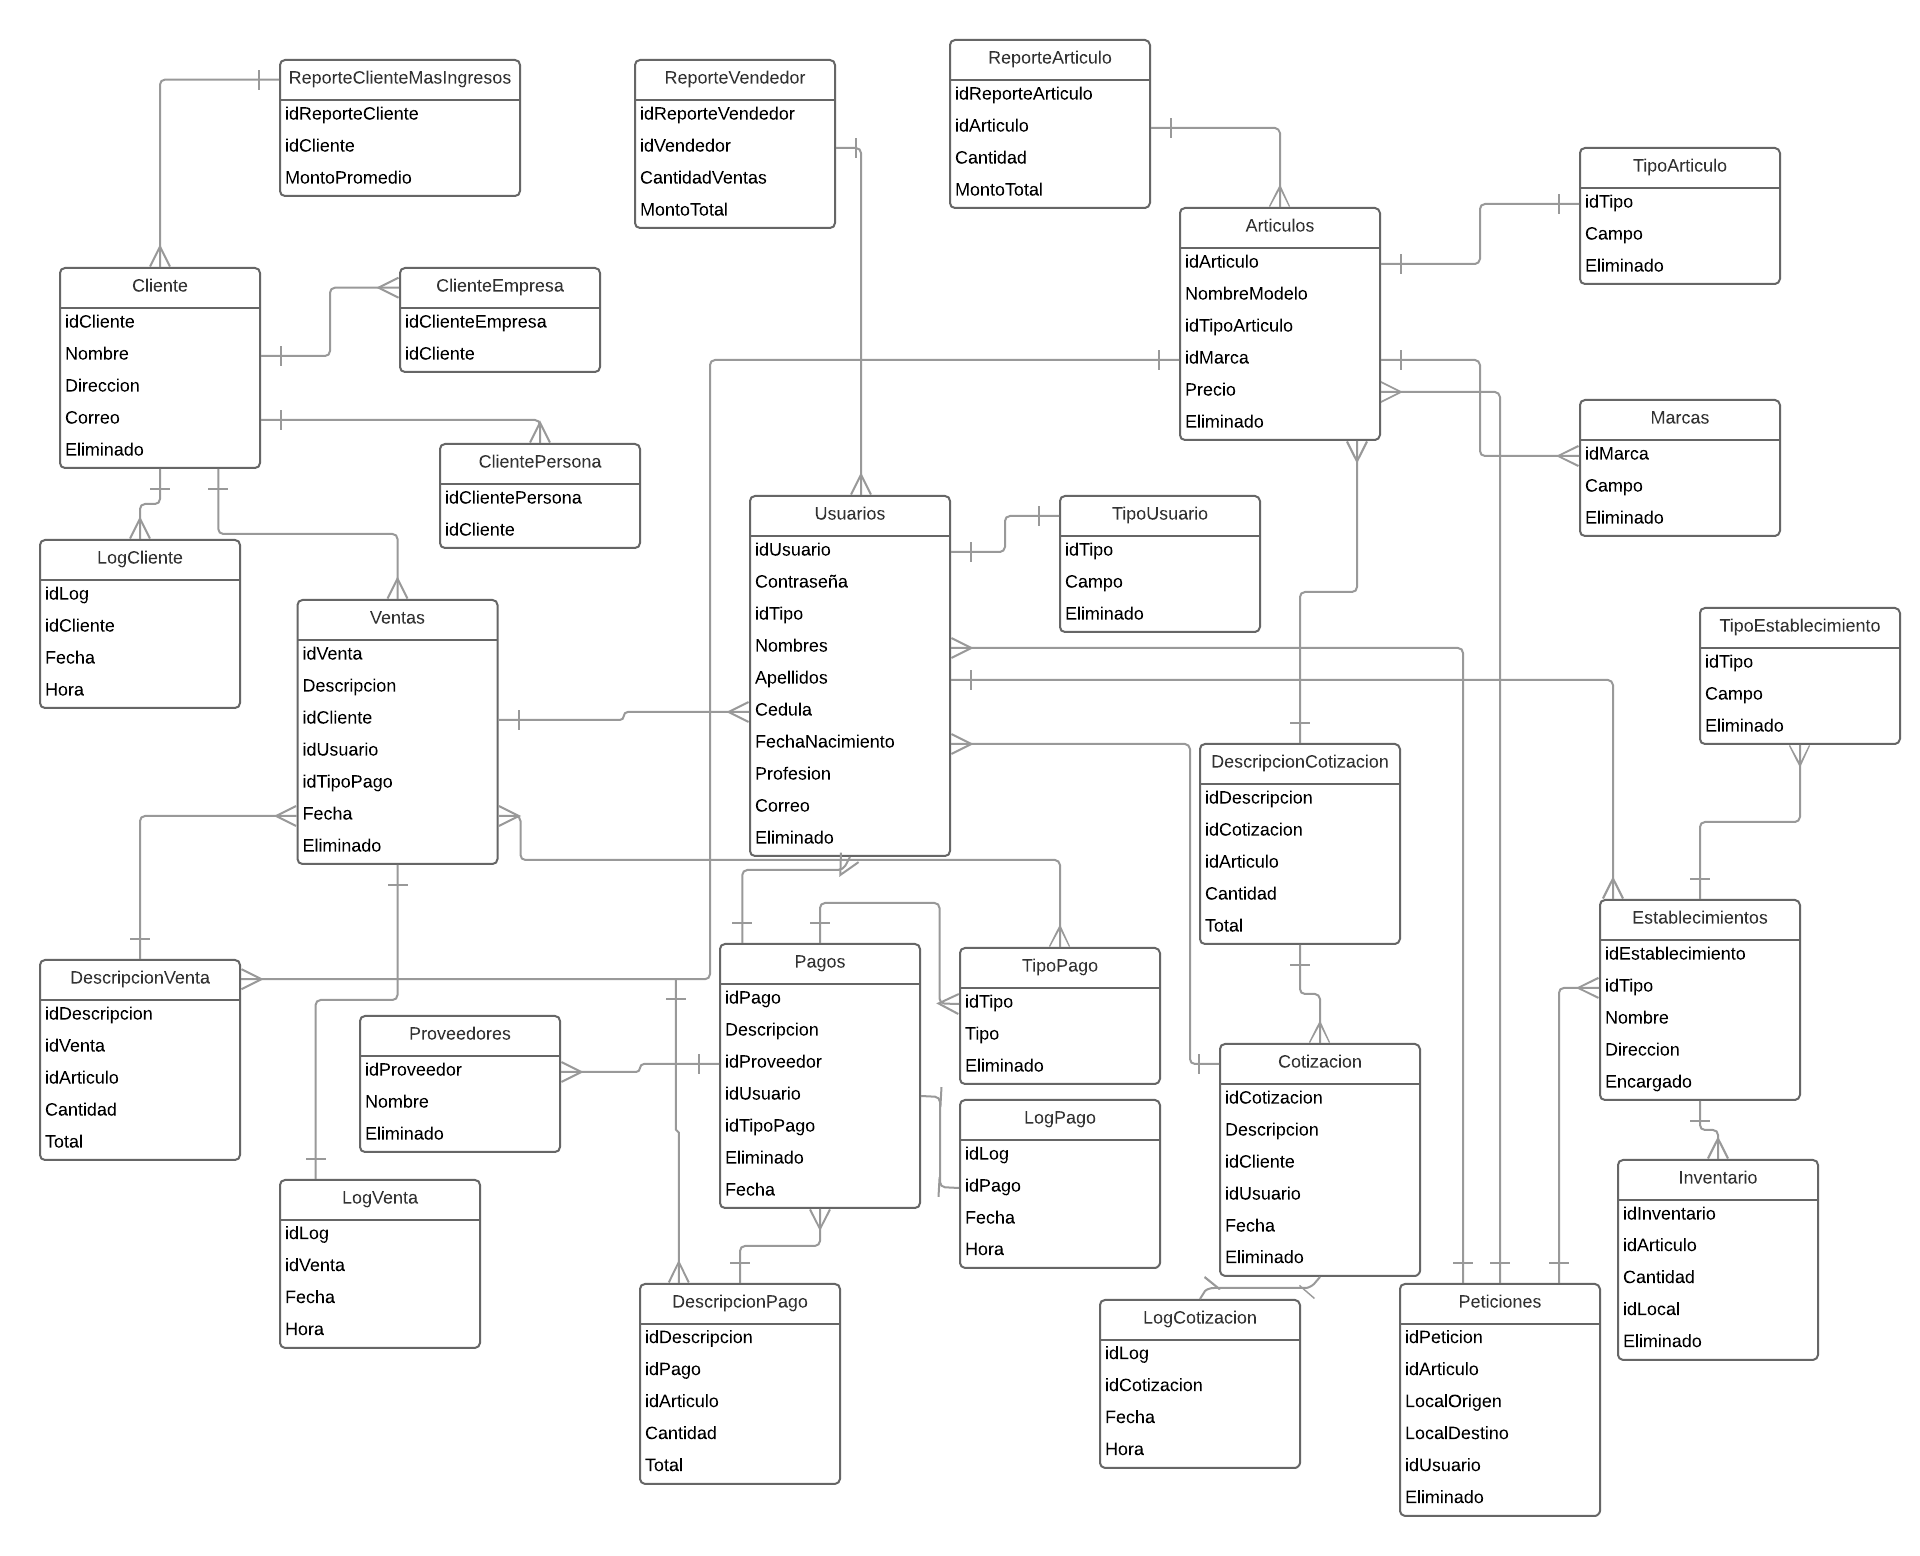 ReporteClienteMasIngresos
idReporteCliente
idCliente
MontoPromedio
ReporteVendedor
idReporteVendedor
idVendedor
CantidadVentas
MontoTotal
ReporteArticulo
idReporteArticulo
idArticulo
Cantidad
MontoTotal
TipoArticulo
idTipo
Campo
Eliminado
Articulos
idArticulo
NombreModelo
idTipoArticulo
idMarca
Precio
Eliminado
Cliente
idCliente
Nombre
Direccion
Correo
Eliminado
ClienteEmpresa
idClienteEmpresa
idCliente
ClientePersona
idClientePersona
idCliente
Marcas
idMarca
Campo
Eliminado
LogCliente
idLog
idCliente
Fecha
Hora
Ventas
idVenta
Descripcion
idCliente
idUsuario
idTipoPago
Fecha
Eliminado
Usuarios
idUsuario
Contraseña
idTipo
Nombres
Apellidos
Cedula
FechaNacimiento
Profesion
Correo
Eliminado
TipoUsuario
idTipo
Campo
Eliminado
TipoEstablecimiento
idTipo
Campo
Eliminado
DescripcionCotizacion
idDescripcion
idCotizacion
idArticulo
Cantidad
Total
Establecimientos
idEstablecimiento
idTipo
Nombre
Direccion
Encargado
DescripcionVenta
idDescripcion
idVenta
idArticulo
Cantidad
Total
Proveedores
idProveedor
Nombre
Eliminado
Pagos
idPago
Descripcion
idProveedor
idUsuario
idTipoPago
Eliminado
Fecha
TipoPago
idTipo
Tipo
Eliminado
LogPago
idLog
idPago
Fecha
Hora
Cotizacion
idCotizacion
Descripcion
idCliente
idUsuario
Fecha
Eliminado
Inventario
idInventario
idArticulo
Cantidad
idLocal
Eliminado
LogVenta
idLog
idVenta
Fecha
Hora
DescripcionPago
idDescripcion
idPago
idArticulo
Cantidad
Total
LogCotizacion
idLog
idCotizacion
Fecha
Hora
Peticiones
idPeticion
idArticulo
LocalOrigen
LocalDestino
idUsuario
Eliminado